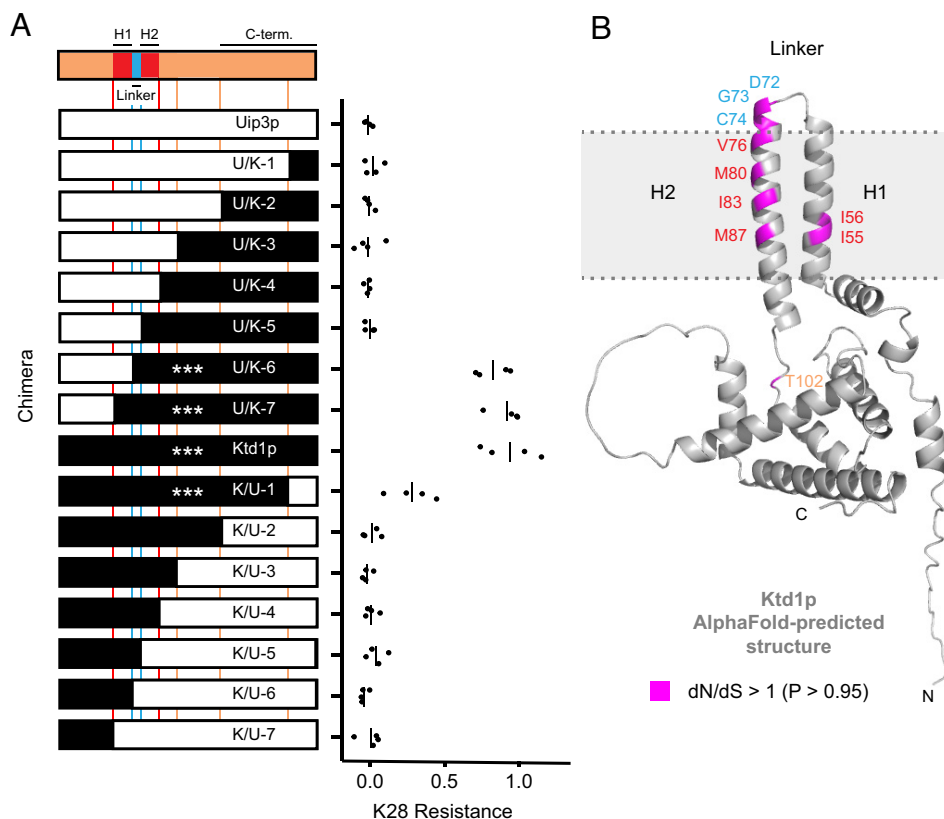 A
H1 H2 C-term.
Linker
Chimera
Uip3p
U/K-1
U/K-2
U/K-3
U/K-4
U/K-5
*** U/K-6
*** U/K-7
*** Ktd1p
*** K/U-1
K/U-2
K/U-3
K/U-4
K/U-5
K/U-6
K/U-7
0.0 0.5 1.0
K28 Resistance
B
Linker
D72
G73
C74
V76
M80
I83
M87
H2
H1
I56
I55
T102
C
N
Ktd1p
AlphaFold-predicted
structure
dN/dS > 1 (P > 0.95)